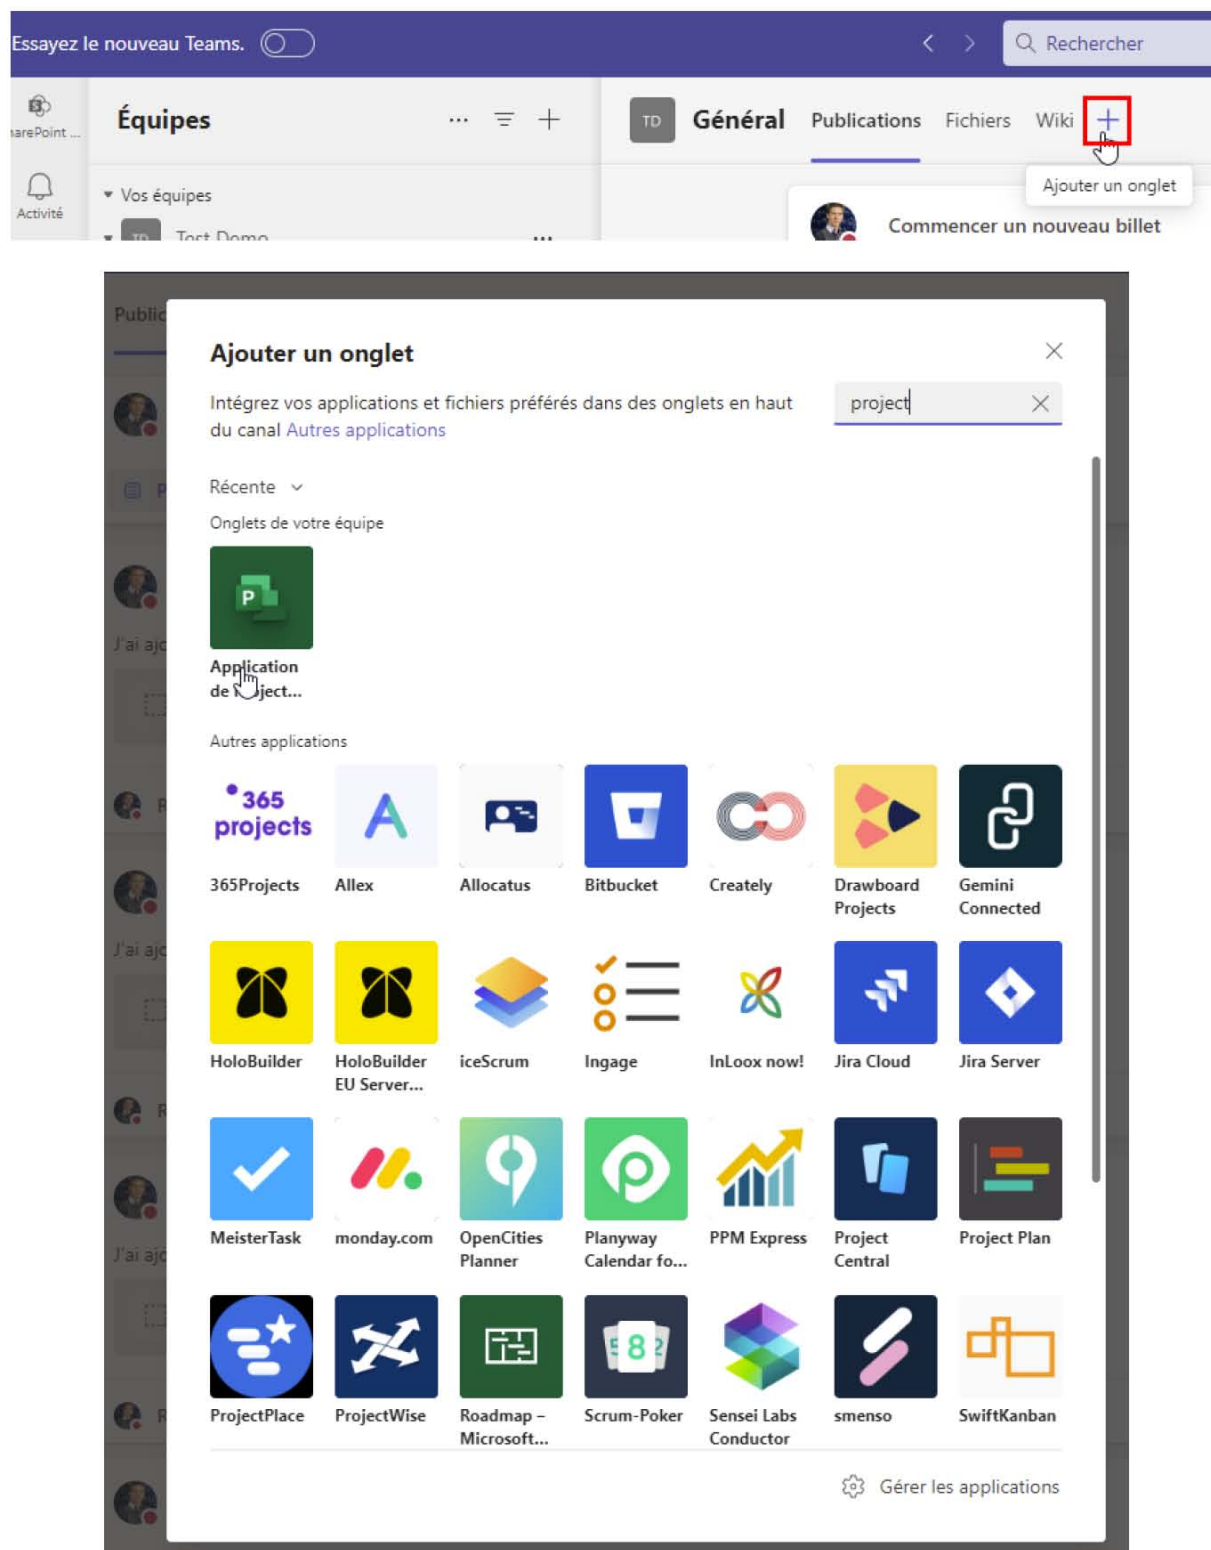 Essayez le nouveau Teams.
Rechercher
Équipes
TD
Général
Publications
Fichiers
Wiki
Ajouter un onglet
Activité
Vos équipes
Commencer un nouveau billet
Ajouter un onglet
Intégrez vos applications et fichiers préférés dans des onglets en haut
du canal Autres applications
project
Récente
Onglets de votre équipe
P
Application
de Project...
Autres applications
365
projects
365Projects
Allex
Allocatus
Bitbucket
Creately
Drawboard
Projects
Gemini
Connected
HoloBuilder
HoloBuilder
EU Server...
iceScrum
Ingage
InLoox now!
Jira Cloud
Jira Server
MeisterTask
monday.com
OpenCities
Planner
Planyway
Calendar fo...
PPM Express
Project
Central
Project Plan
8
ProjectPlace
ProjectWise
Roadmap –
Microsoft...
Scrum-Poker
Sensei Labs
Conductor
smenso
SwiftKanban
Gérer les applications